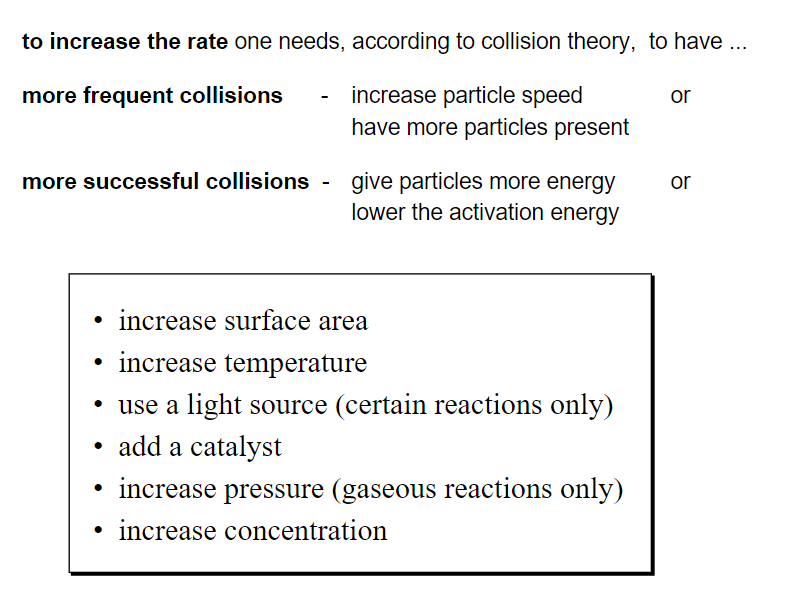 to increase the rate one needs, according to collision theory, to have ...
more frequent collisions - increase particle speed or
have more particles present
more successful collisions - give particles more energy or
lower the activation energy
• increase surface area
• increase temperature
• use a light source (certain reactions only)
• add a catalyst
• increase pressure (gaseous reactions only)
• increase concentration